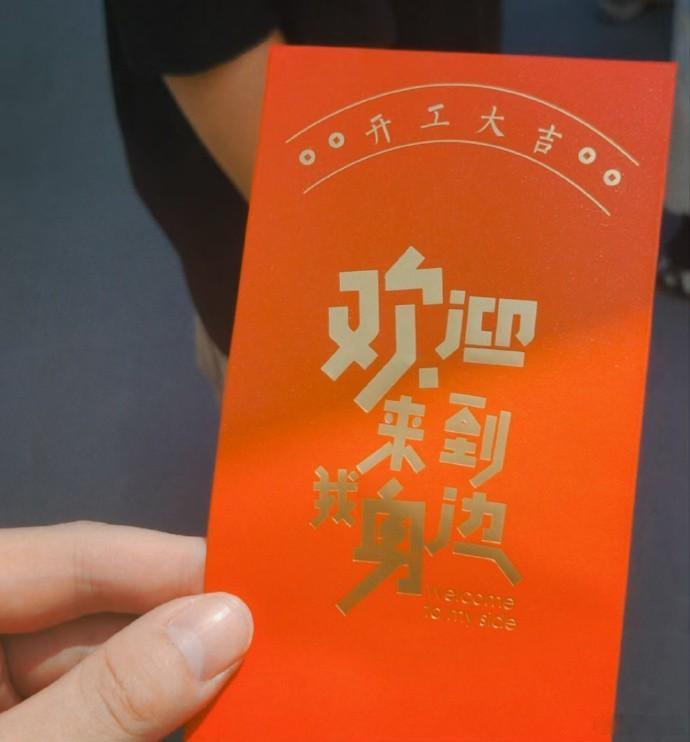 开工大吉
欢迎
来到
我身边
Welcome
to my side